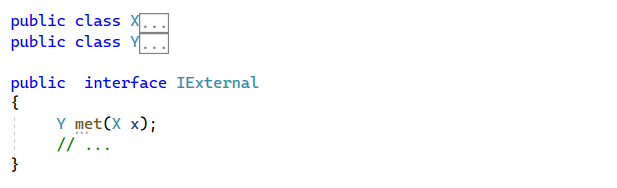 public class X...
public class Y...
public  interface IExternal
{
Y met(X x);
// ...
}